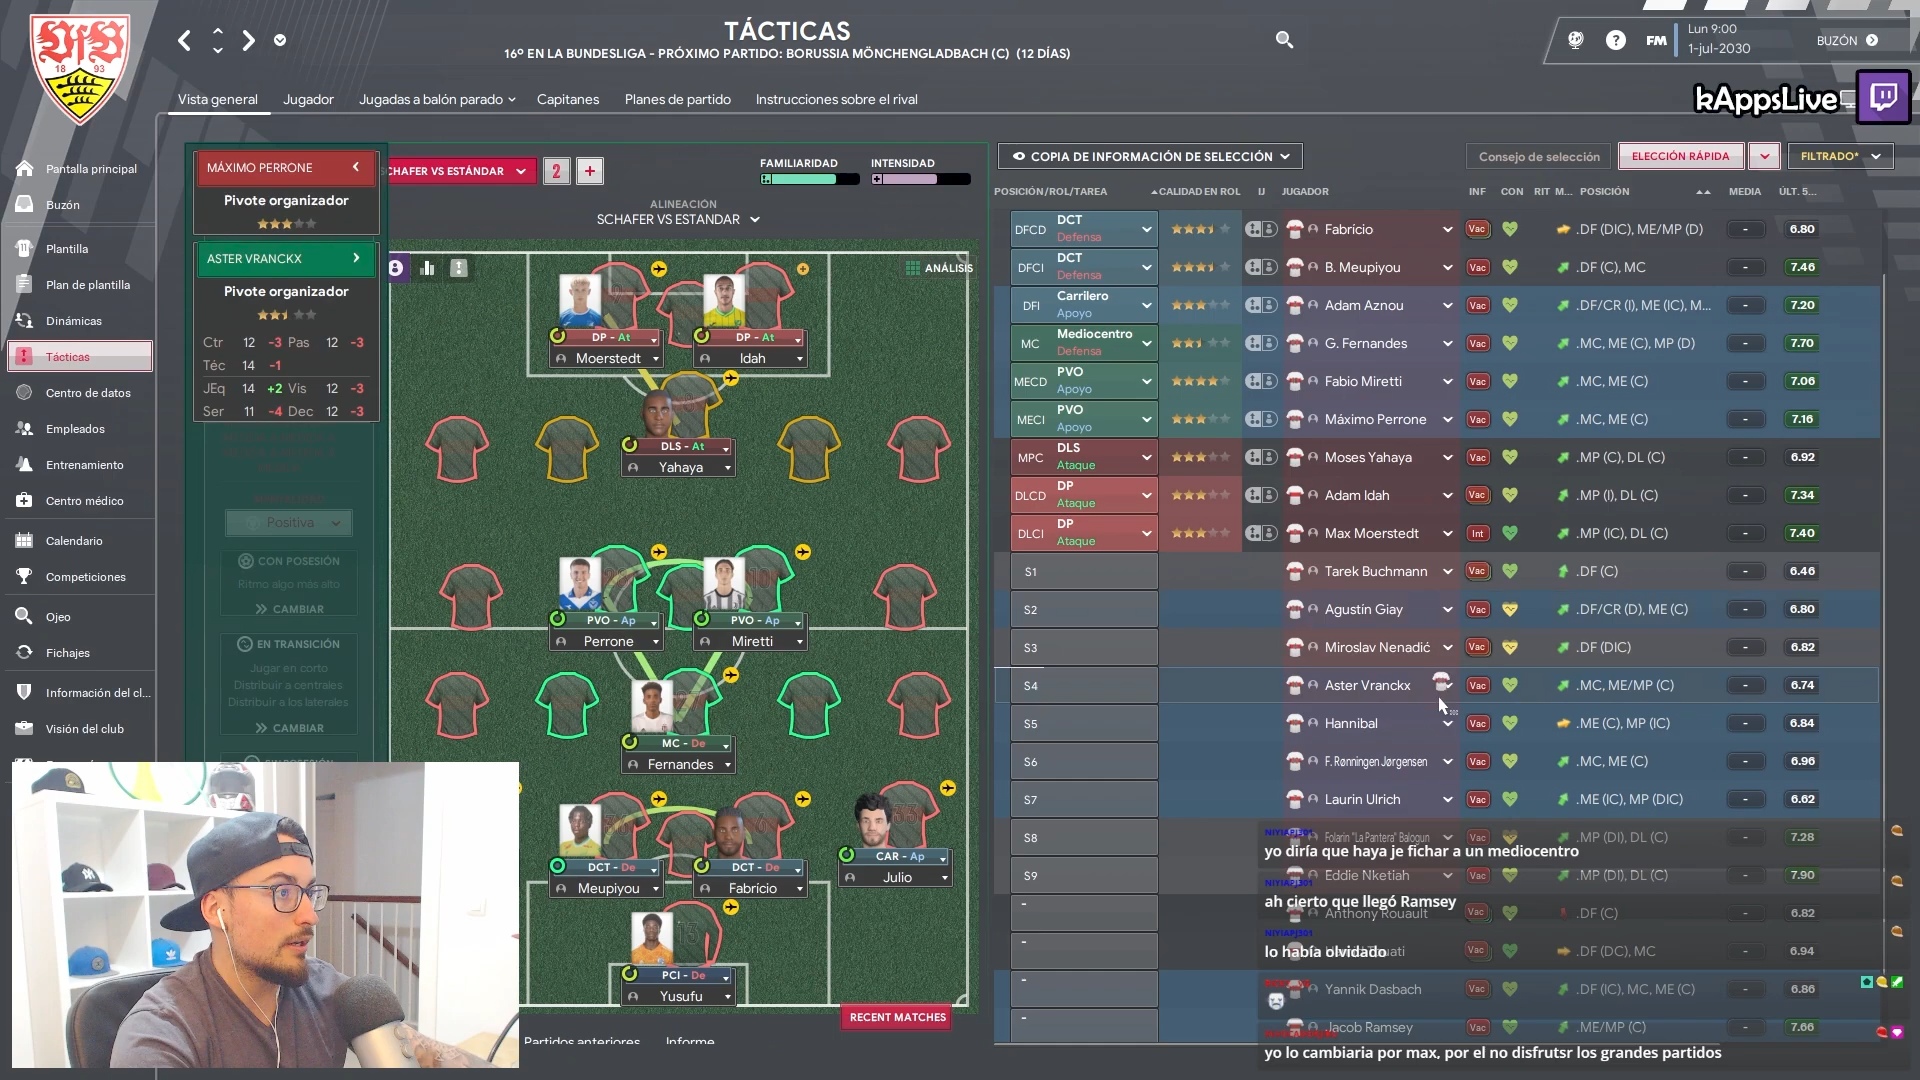 VfB
18 93
TÁCTICAS
16º EN LA BUNDESLIGA - PRÓXIMO PARTIDO: BORUSSIA MÖNCHENGLADBACH (C) (12 DÍAS)
FM
Lun 9:00
1-jul-2030
BUZÓN
kAppsLive
Vista general
Jugador
Jugadas a balón parado
Capitanes
Planes de partido
Instrucciones sobre el rival
Pantalla principal
Buzón
Plantilla
Plan de plantilla
Dinámicas
Tácticas
Centro de datos
Empleados
Entrenamiento
Centro médico
Calendario
Competiciones
Ojeo
Fichajes
Información del cl...
Visión del club
MÁXIMO PERRONE
Pivote organizador
ASTER VRANCKX
Pivote organizador
Ctr 12 -3 Pas 12 -3
Téc 14 -1
JEq 14 +2 Vis 12 -3
Ser 11 -4 Dec 12 -3
Positiva
CON POSESIÓN
Ritmo algo más alto
CAMBIAR
EN TRANSICIÓN
Jugar en corto
Distribuir a centrales
Distribuir a los laterales
CAMBIAR
SCHAFER VS ESTÁNDAR
2
FAMILIARIDAD
INTENSIDAD
ALINEACIÓN
SCHAFER VS ESTANDAR
ANÁLISIS
DP - At
Moerstedt
DP - At
Idah
DLS - At
Yahaya
PVO - Ap
Perrone
PVO - Ap
Miretti
MC - De
Fernandes
DCT - De
Meupiyou
DCT - De
Fabrício
CAR - Ap
Julio
PCI - De
Yusufu
RECENT MATCHES
Partidos anteriores
Informe
COPIA DE INFORMACIÓN DE SELECCIÓN
Consejo de selección
ELECCIÓN RÁPIDA
FILTRADO*
POSICIÓN/ROL/TAREA CALIDAD EN ROL IJ JUGADOR INF CON RIT M... POSICIÓN MEDIA ÚLT. 5...
DFCD DCT Defensa Fabrício Vac .DF (DIC), ME/MP (D) - 6.80
DFCI DCT Defensa B. Meupiyou Vac .DF (C), MC - 7.46
DFI Carrilero Apoyo Adam Aznou Vac .DF/CR (I), ME (IC), M... - 7.20
MC Mediocentro Defensa G. Fernandes Vac .MC, ME (C), MP (D) - 7.70
MECD PVO Apoyo Fabio Miretti Vac .MC, ME (C) - 7.06
MECI PVO Apoyo Máximo Perrone Vac .MC, ME (C) - 7.16
MPC DLS Ataque Moses Yahaya Vac .MP (C), DL (C) - 6.92
DLCD DP Ataque Adam Idah Vac .MP (I), DL (C) - 7.34
DLCI DP Ataque Max Moerstedt Int .MP (IC), DL (C) - 7.40
S1 Tarek Buchmann Vac .DF (C) - 6.46
S2 Agustín Giay Vac .DF/CR (D), ME (C) - 6.80
S3 Miroslav Nenadić Vac .DF (DIC) - 6.82
S4 Aster Vranckx Vac .MC, ME/MP (C) - 6.74
S5 Hannibal Vac .ME (C), MP (IC) - 6.84
S6 F. Rønningen Jørgensen Vac .MC, ME (C) - 6.96
S7 Laurin Ulrich Vac .ME (IC), MP (DIC) - 6.62
S8 Folarin "La Pantera" Balogun Vac .MP (DI), DL (C) - 7.28
yo diría que haya je fichar a un mediocentro
S9 Eddie Nketiah Vac .MP (DI), DL (C) - 7.90
ah cierto que llegó Ramsey
- Anthony Rouault Vac .DF (C) - 6.82
lo había olvidado
- Vac .DF (DC), MC - 6.94
- Yannik Dasbach Vac .DF (IC), MC, ME (C) - 6.86
- Jacob Ramsey Vac .ME/MP (C) - 7.66
yo lo cambiaria por max, por el no disfrutsr los grandes partidos